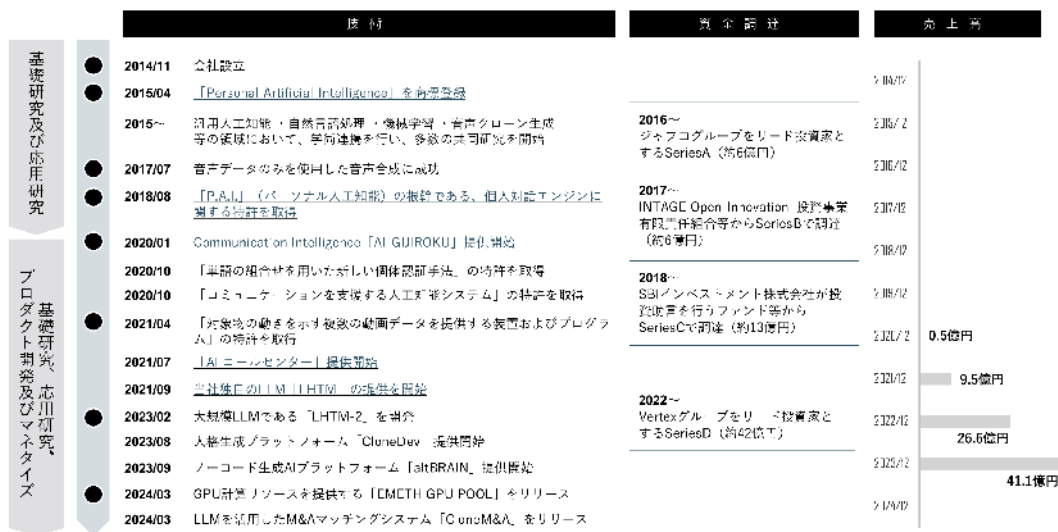 技術
資金調達
売上高
基礎研究及び応用研究
基礎研究、応用研究、
プロダクト開発及びマネタイズ
2014/11 会社設立
2015/04 「Personal Artificial Intelligence」を商標登録
2015〜 汎用人工知能・自然言語処理・機械学習・音声クローン生成
等の領域において、学術連携を行い、多数の共同研究を開始
2017/07 音声データのみを使用した音声合成に成功
2018/08 「P.A.I.」（パーソナル人工知能）の根幹である、個人対話エンジンに
関する特許を取得
2020/01 Communication Intelligence「AI GIJIROKU」提供開始
2020/10 「単語の組合せを用いた新しい個体認証手法」の特許を取得
2020/10 「コミュニケーションを支援する人工知能システム」の特許を取得
2021/04 「対象物の動きを示す複数の動画データを提供する装置およびプログラ
ム」の特許を取得
2021/07 「AIコールセンター」提供開始
2021/09 当社独自のLLM「LHTM」の提供を開始
2023/02 大規模LLMである「LHTM-2」を開発
2023/08 人格生成プラットフォーム「CloneDev」提供開始
2023/09 ノーコード生成AIプラットフォーム「altBRAIN」提供開始
2024/03 GPU計算リソースを提供する「EMETH GPU POOL」をリリース
2024/03 LLMを活用したM&Aマッチングシステム「CloneM&A」をリリース
2016〜
ジャフコグループをリード投資家と
するSeriesA（約6億円）
2017〜
INTAGE Open Innovation 投資事業
有限責任組合等からSeriesBで調達
（約6億円）
2018〜
SBIインベストメント株式会社が投
資助言を行うファンド等から
SeriesCで調達（約13億円）
2022〜
Vertexグループをリード投資家と
するSeriesD（約42億円）
2014/12
2015/12
2016/12
2017/12
2018/12
2019/12
2020/12 0.5億円
2021/12 9.5億円
2022/12
26.6億円
2023/12
41.1億円
2024/12